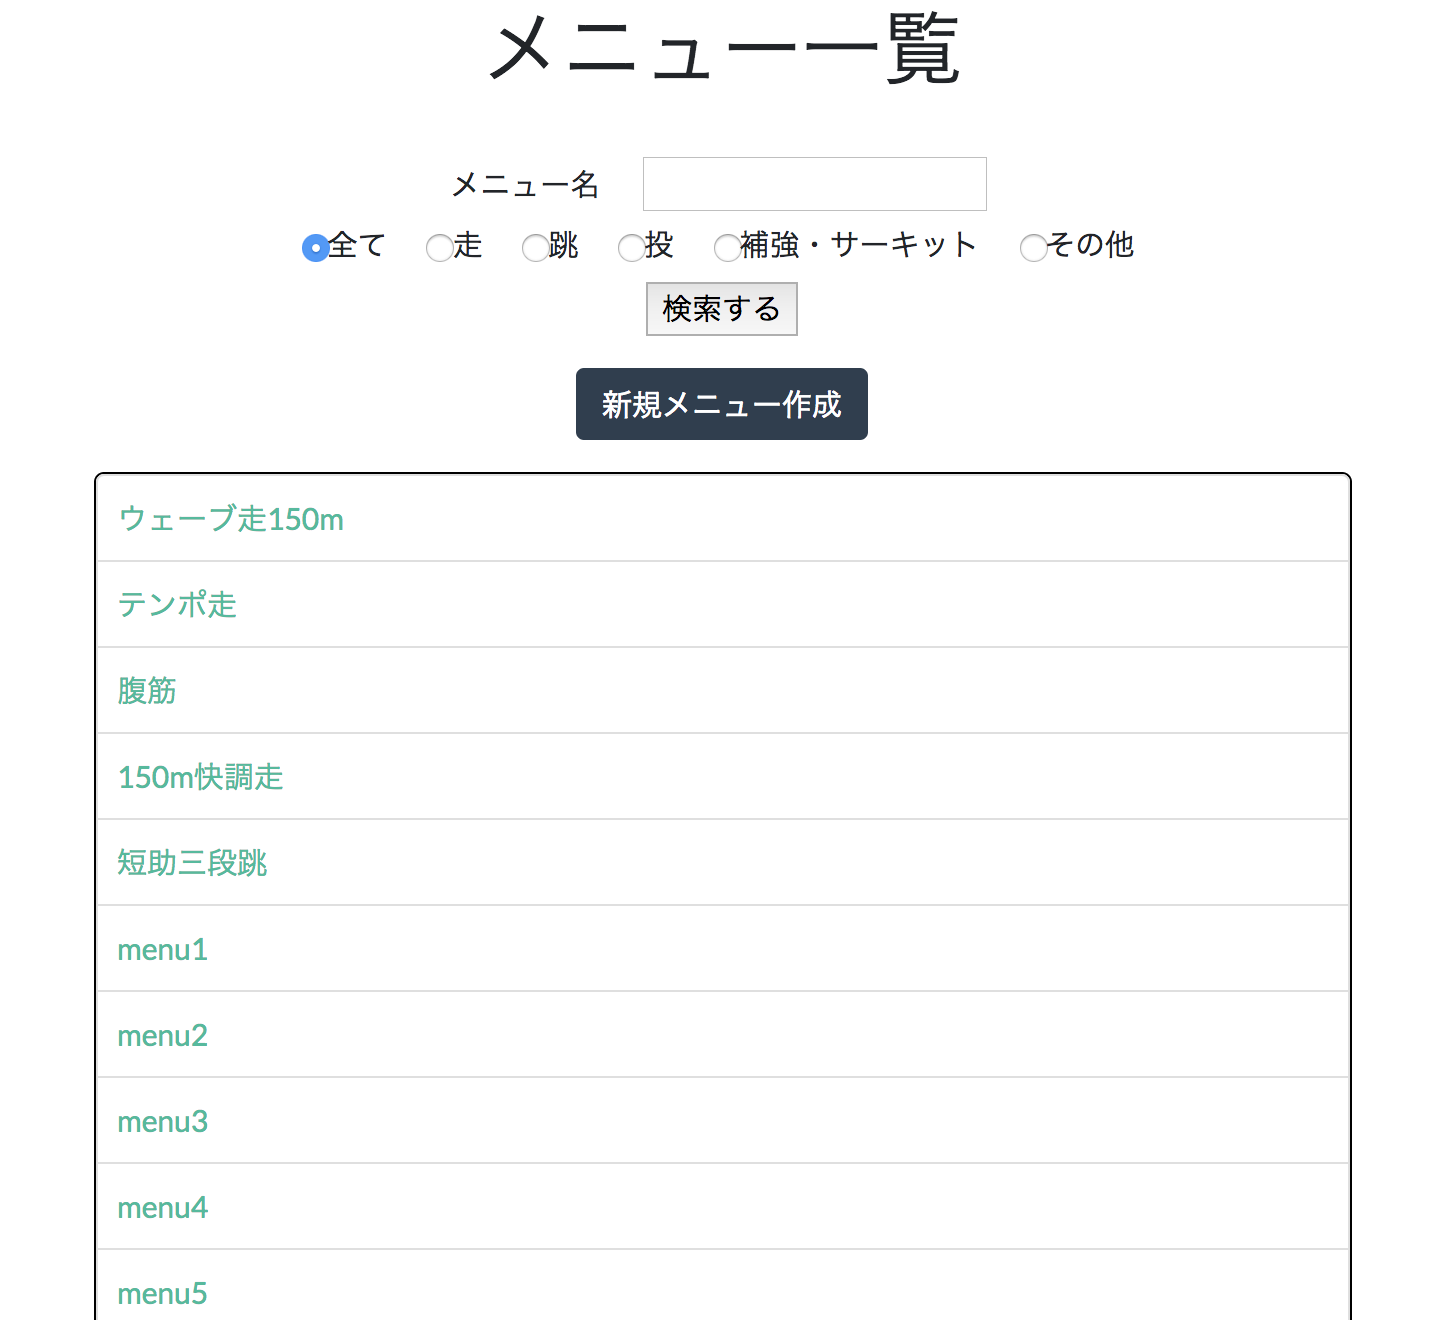 メニュー一覧
メニュー名
全て 走 跳 投 補強・サーキット その他
検索する
新規メニュー作成
ウェーブ走150m
テンポ走
腹筋
150m快調走
短助三段跳
menu1
menu2
menu3
menu4
menu5